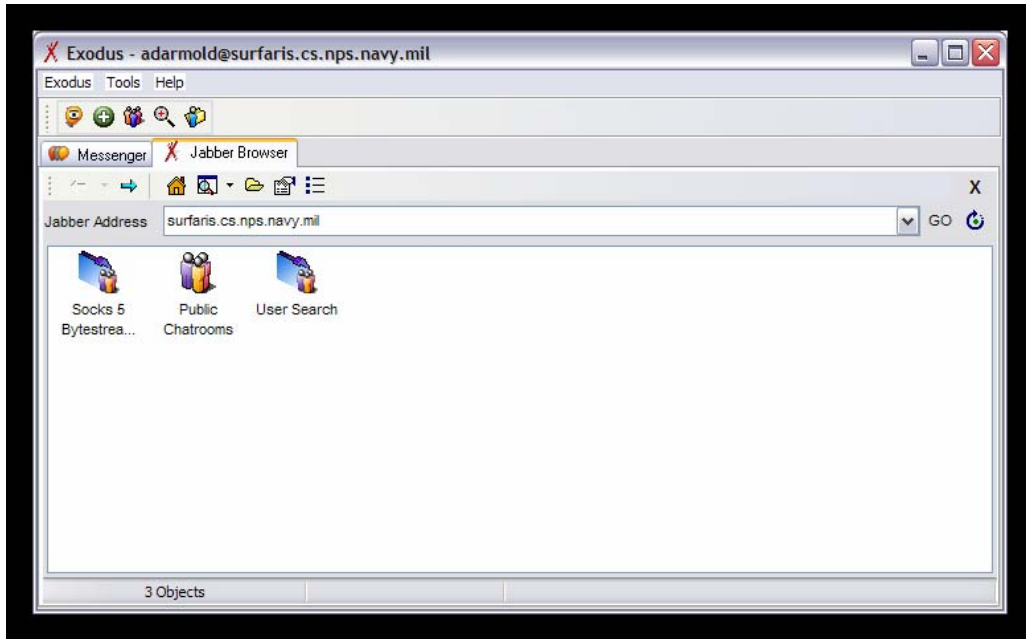 Exodus - adarmold@surfaris.cs.nps.navy.mil
Exodus Tools Help
Messenger Jabber Browser
X
Jabber Address surfaris.cs.nps.navy.mil GO
Socks 5 Public User Search
Bytestrea... Chatrooms
3 Objects